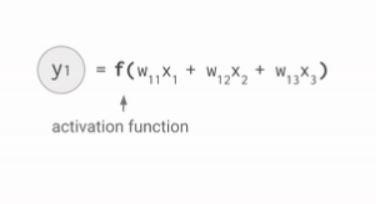 y₁ = f(w₁₁x₁ + w₁₂x₂ + w₁₃x₃)
activation function